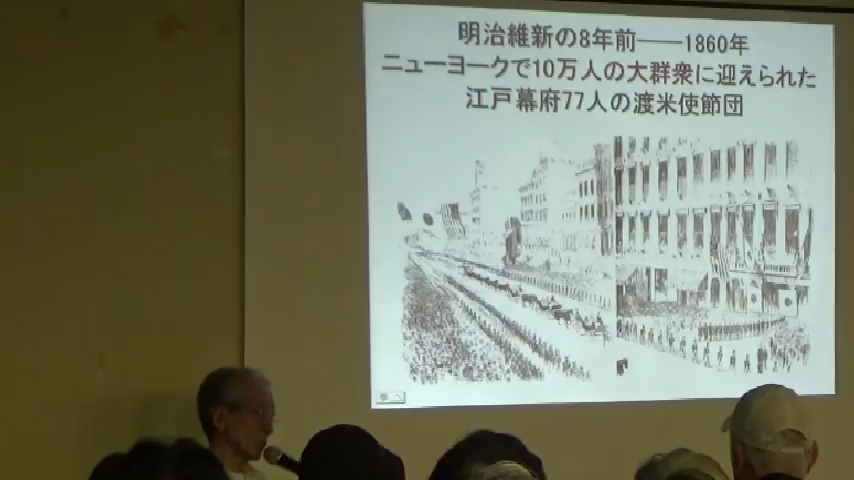 明治維新の8年前――1860年
ニューヨークで10万人の大群衆に迎えられた
江戸幕府77人の渡米使節団